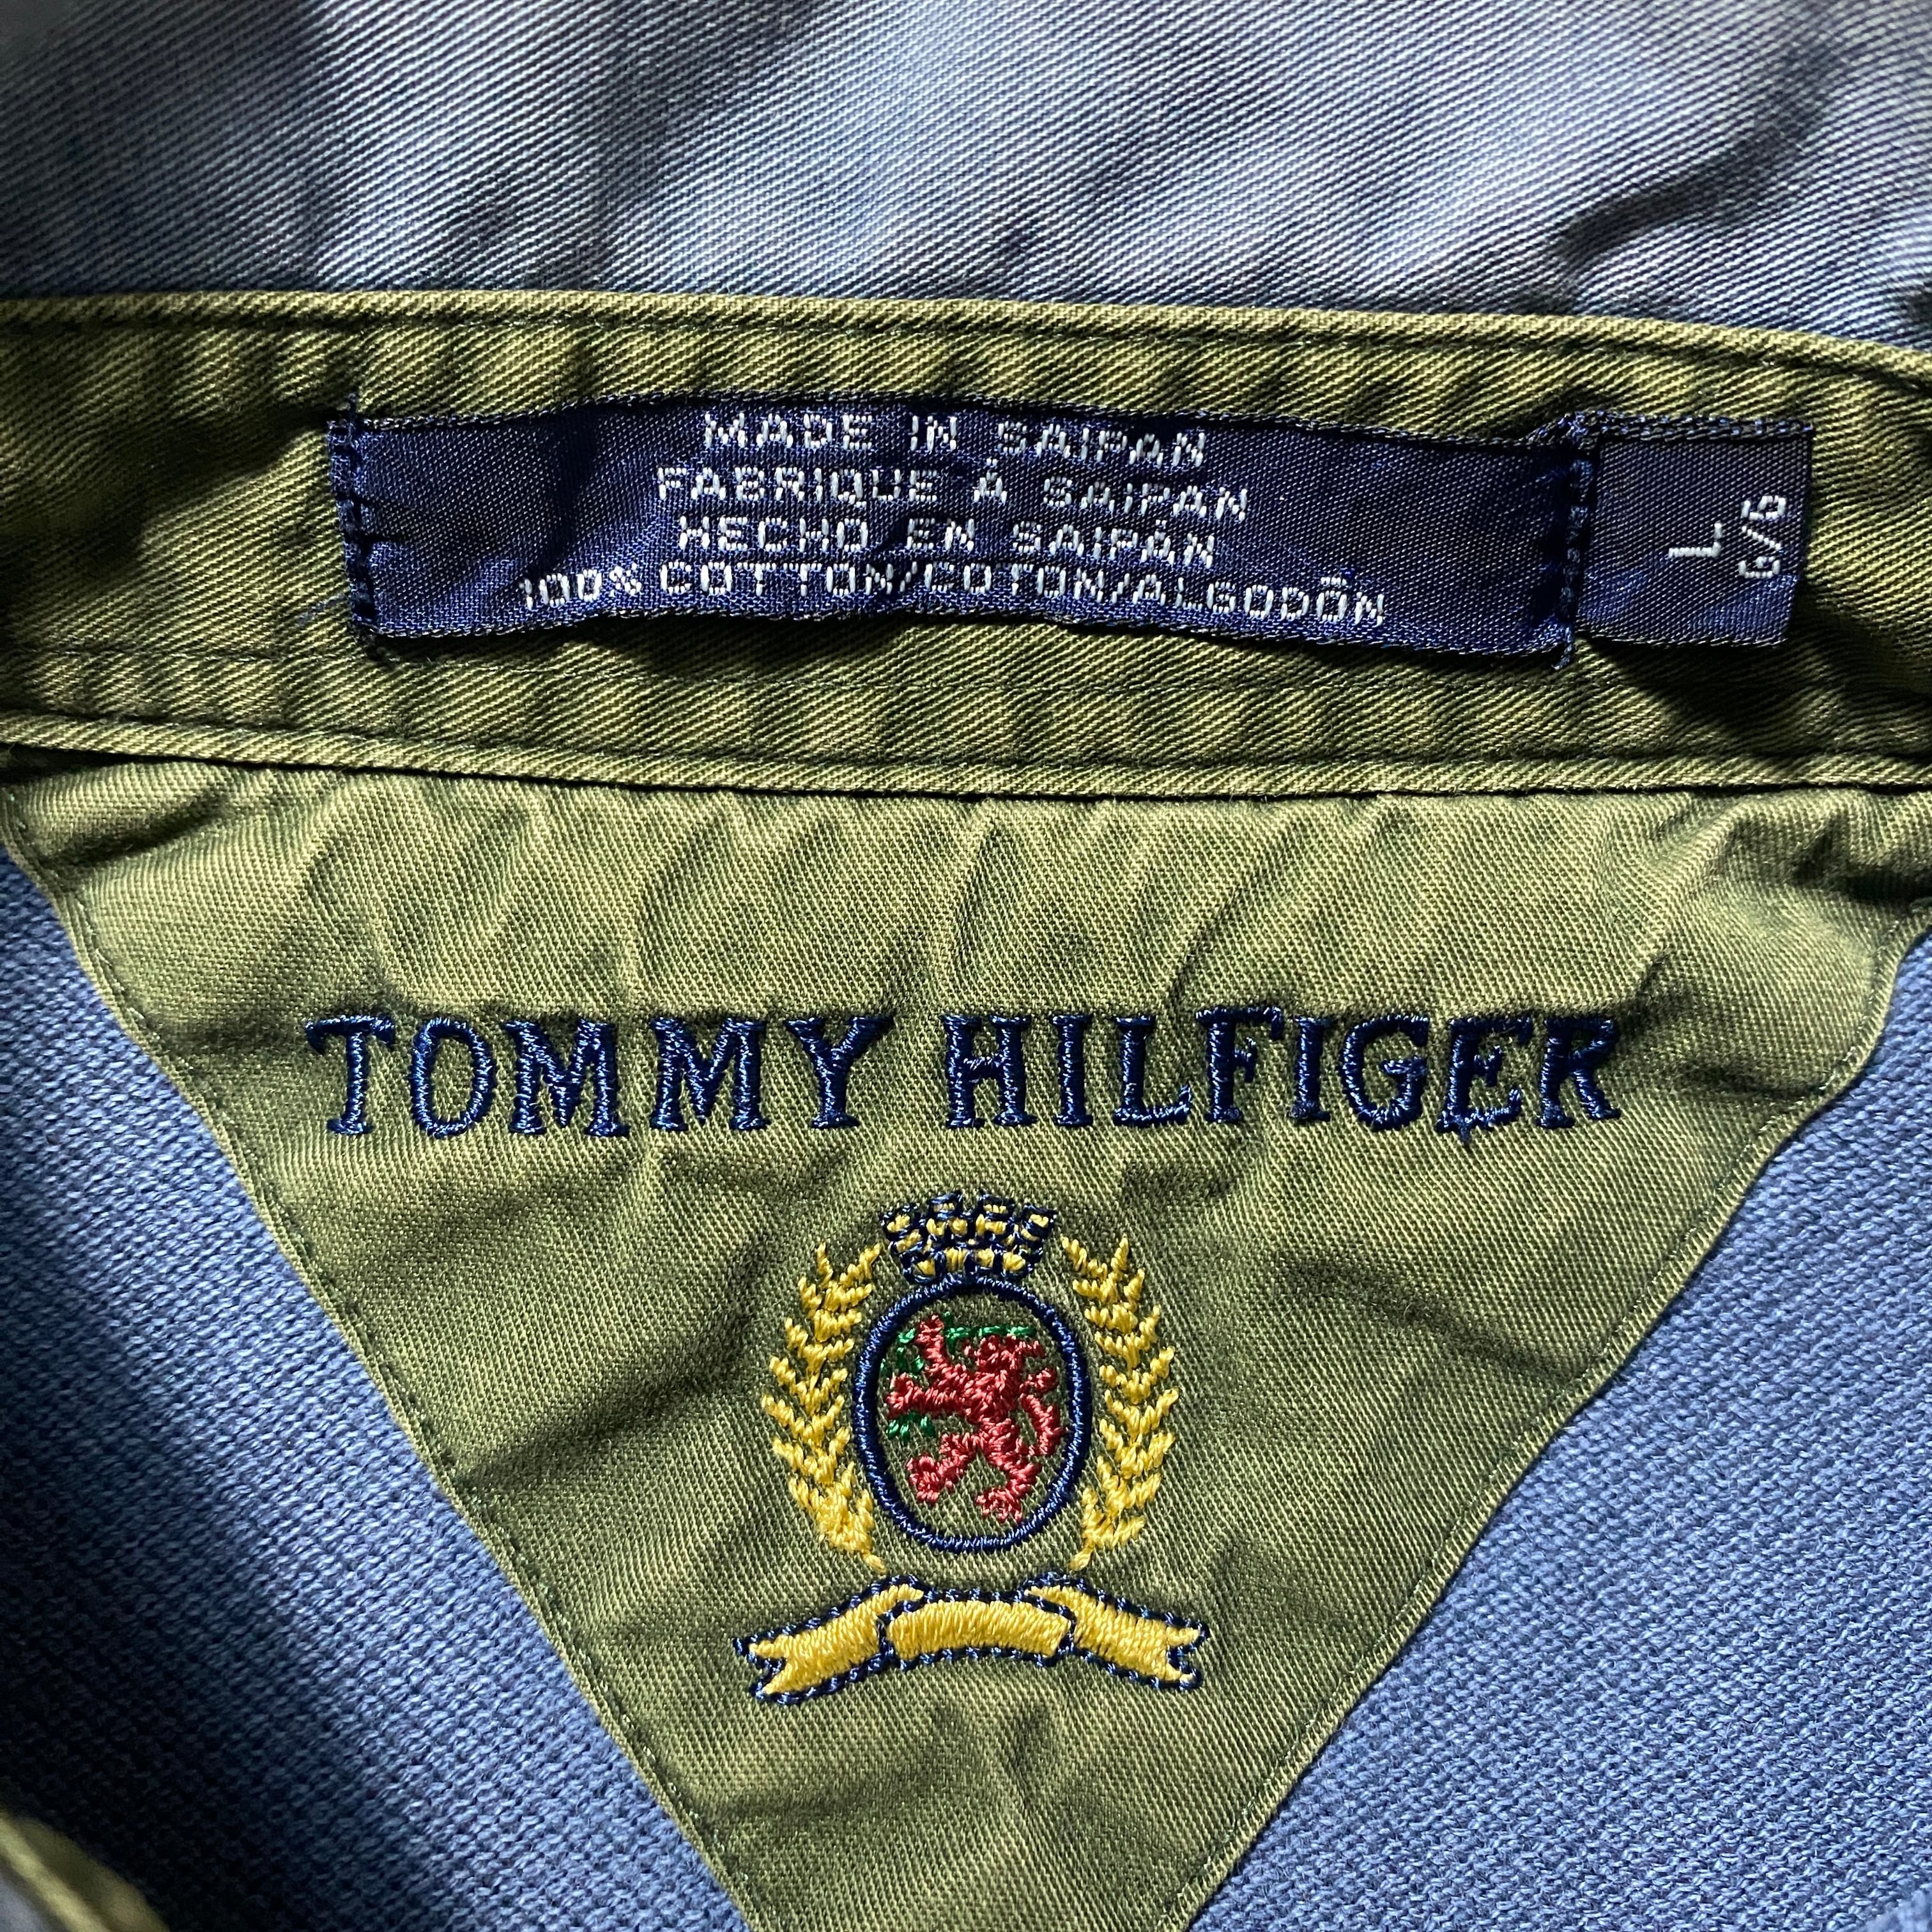 MADE IN SAIPAN
FABRIQUE À SAIPAN
HECHO EN SAIPÁN
100% COTTON/COTON/ALGODÓN
L
G/G
TOMMY HILFIGER